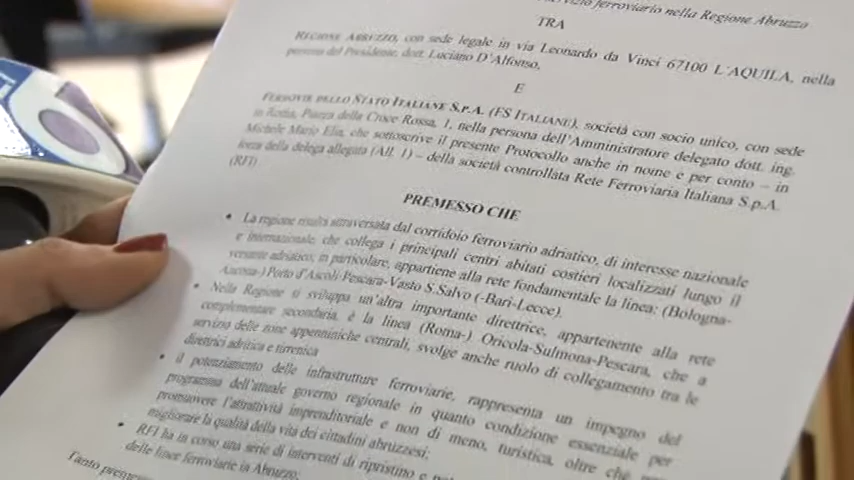 servizio ferroviario nella Regione Abruzzo
TRA
REGIONE ABRUZZO, con sede legale in via Leonardo da Vinci 67100 L'AQUILA, nella
persona del Presidente, dott. Luciano D'Alfonso,
E
FERROVIE DELLO STATO ITALIANE S.P.A. (FS ITALIANE), società con socio unico, con sede
in Roma, Piazza della Croce Rossa, 1, nella persona dell'Amministratore delegato dott. ing.
Michele Mario Elia, che sottoscrive il presente Protocollo anche in nome e per conto – in
forza della delega allegata (All. 1) – della società controllata Rete Ferroviaria Italiana S.p.A.
(RFI)
PREMESSO CHE
• La regione risulta attraversata dal corridoio ferroviario adriatico, di interesse nazionale
e internazionale, che collega i principali centri abitati costieri localizzati lungo il
versante adriatico; in particolare, appartiene alla rete fondamentale la linea: (Bologna-
Ancona-) Porto d'Ascoli-Pescara-Vasto S.Salvo (-Bari-Lecce).
• Nella Regione si sviluppa un'altra importante direttrice, appartenente alla rete
complementare secondaria, è la linea (Roma-) Oricola-Sulmona-Pescara, che a
servizio delle zone appenniniche centrali, svolge anche ruolo di collegamento tra le
direttrici adritica e tirrenica
• il potenziamento delle infrastrutture ferroviarie, rappresenta un impegno del
programma dell'attuale governo regionale in quanto condizione essenziale per
promuovere l'attrattività imprenditoriale e non di meno, turistica, oltre che per
migliorare la qualità della vita dei cittadini abruzzesi;
• RFI ha in corso una serie di interventi di ripristino e
delle linee ferroviarie in Abruzzo;
Tanto premesso